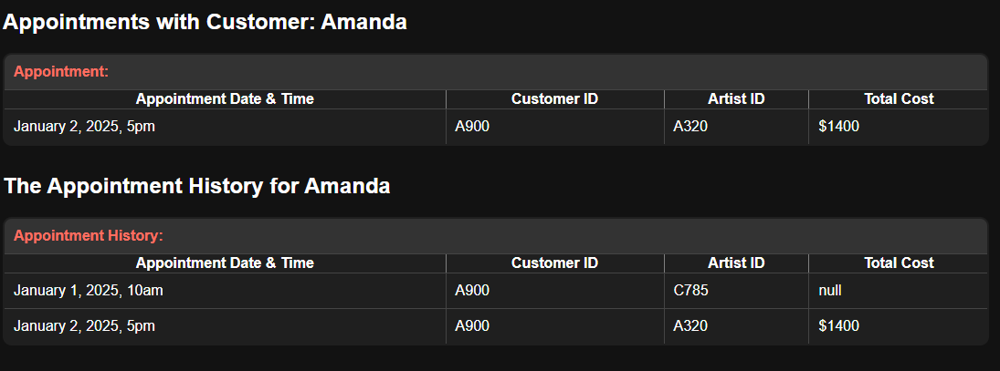 Appointments with Customer: Amanda
Appointment:
Appointment Date & Time Customer ID Artist ID Total Cost
January 2, 2025, 5pm A900 A320 $1400
The Appointment History for Amanda
Appointment History:
Appointment Date & Time Customer ID Artist ID Total Cost
January 1, 2025, 10am A900 C785 null
January 2, 2025, 5pm A900 A320 $1400